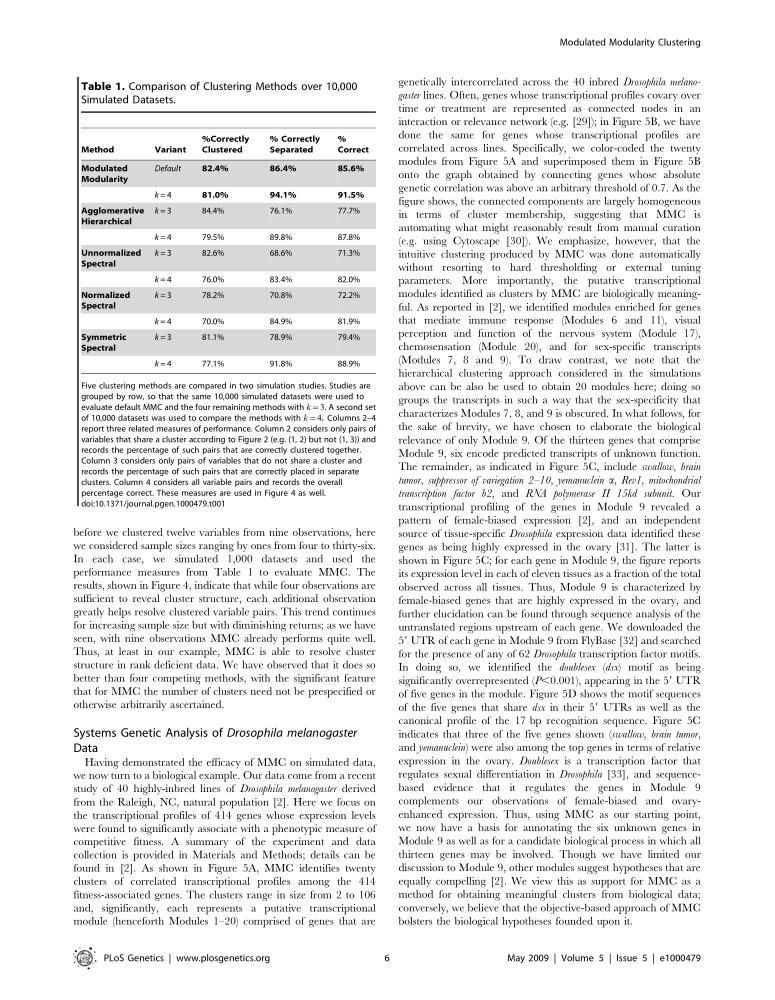 Modulated Modularity Clustering
Table 1. Comparison of Clustering Methods over 10,000
Simulated Datasets.
Method Variant %Correctly Clustered % Correctly Separated % Correct
Modulated Modularity Default 82.4% 86.4% 85.6%
k = 4 81.0% 94.1% 91.5%
Agglomerative Hierarchical k = 3 84.4% 76.1% 77.7%
k = 4 79.5% 89.8% 87.8%
Unnormalized Spectral k = 3 82.6% 68.6% 71.3%
k = 4 76.0% 83.4% 82.0%
Normalized Spectral k = 3 78.2% 70.8% 72.2%
k = 4 70.0% 84.9% 81.9%
Symmetric Spectral k = 3 81.1% 78.9% 79.4%
k = 4 77.1% 91.8% 88.9%
Five clustering methods are compared in two simulation studies. Studies are
grouped by row, so that the same 10,000 simulated datasets were used to
evaluate default MMC and the four remaining methods with k = 3. A second set
of 10,000 datasets was used to compare the methods with k = 4. Columns 2–4
report three related measures of performance. Column 2 considers only pairs of
variables that share a cluster according to Figure 2 (e.g. (1, 2) but not (1, 3)) and
records the percentage of such pairs that are correctly clustered together.
Column 3 considers only pairs of variables that do not share a cluster and
records the percentage of such pairs that are correctly placed in separate
clusters. Column 4 considers all variable pairs and records the overall
percentage correct. These measures are used in Figure 4 as well.
doi:10.1371/journal.pgen.1000479.t001
before we clustered twelve variables from nine observations, here
we considered sample sizes ranging by ones from four to thirty-six.
In each case, we simulated 1,000 datasets and used the
performance measures from Table 1 to evaluate MMC. The
results, shown in Figure 4, indicate that while four observations are
sufficient to reveal cluster structure, each additional observation
greatly helps resolve clustered variable pairs. This trend continues
for increasing sample size but with diminishing returns; as we have
seen, with nine observations MMC already performs quite well.
Thus, at least in our example, MMC is able to resolve cluster
structure in rank deficient data. We have observed that it does so
better than four competing methods, with the significant feature
that for MMC the number of clusters need not be prespecified or
otherwise arbitrarily ascertained.
Systems Genetic Analysis of Drosophila melanogaster
Data
Having demonstrated the efficacy of MMC on simulated data,
we now turn to a biological example. Our data come from a recent
study of 40 highly-inbred lines of Drosophila melanogaster derived
from the Raleigh, NC, natural population [2]. Here we focus on
the transcriptional profiles of 414 genes whose expression levels
were found to significantly associate with a phenotypic measure of
competitive fitness. A summary of the experiment and data
collection is provided in Materials and Methods; details can be
found in [2]. As shown in Figure 5A, MMC identifies twenty
clusters of correlated transcriptional profiles among the 414
fitness-associated genes. The clusters range in size from 2 to 106
and, significantly, each represents a putative transcriptional
module (henceforth Modules 1–20) comprised of genes that are
genetically intercorrelated across the 40 inbred Drosophila melano-
gaster lines. Often, genes whose transcriptional profiles covary over
time or treatment are represented as connected nodes in an
interaction or relevance network (e.g. [29]); in Figure 5B, we have
done the same for genes whose transcriptional profiles are
correlated across lines. Specifically, we color-coded the twenty
modules from Figure 5A and superimposed them in Figure 5B
onto the graph obtained by connecting genes whose absolute
genetic correlation was above an arbitrary threshold of 0.7. As the
figure shows, the connected components are largely homogeneous
in terms of cluster membership, suggesting that MMC is
automating what might reasonably result from manual curation
(e.g. using Cytoscape [30]). We emphasize, however, that the
intuitive clustering produced by MMC was done automatically
without resorting to hard thresholding or external tuning
parameters. More importantly, the putative transcriptional
modules identified as clusters by MMC are biologically meaning-
ful. As reported in [2], we identified modules enriched for genes
that mediate immune response (Modules 6 and 11), visual
perception and function of the nervous system (Module 17),
chemosensation (Module 20), and for sex-specific transcripts
(Modules 7, 8 and 9). To draw contrast, we note that the
hierarchical clustering approach considered in the simulations
above can be also be used to obtain 20 modules here; doing so
groups the transcripts in such a way that the sex-specificity that
characterizes Modules 7, 8, and 9 is obscured. In what follows, for
the sake of brevity, we have chosen to elaborate the biological
relevance of only Module 9. Of the thirteen genes that comprise
Module 9, six encode predicted transcripts of unknown function.
The remainder, as indicated in Figure 5C, include swallow, brain
tumor, suppressor of variegation 2–10, yemanuclein α, Rev1, mitochondrial
transcription factor b2, and RNA polymerase II 15kd subunit. Our
transcriptional profiling of the genes in Module 9 revealed a
pattern of female-biased expression [2], and an independent
source of tissue-specific Drosophila expression data identified these
genes as being highly expressed in the ovary [31]. The latter is
shown in Figure 5C; for each gene in Module 9, the figure reports
its expression level in each of eleven tissues as a fraction of the total
observed across all tissues. Thus, Module 9 is characterized by
female-biased genes that are highly expressed in the ovary, and
further elucidation can be found through sequence analysis of the
untranslated regions upstream of each gene. We downloaded the
5′ UTR of each gene in Module 9 from FlyBase [32] and searched
for the presence of any of 62 Drosophila transcription factor motifs.
In doing so, we identified the doublesex (dsx) motif as being
significantly overrepresented (P<0.001), appearing in the 5′ UTR
of five genes in the module. Figure 5D shows the motif sequences
of the five genes that share dsx in their 5′ UTRs as well as the
canonical profile of the 17 bp recognition sequence. Figure 5C
indicates that three of the five genes shown (swallow, brain tumor,
and yemanuclein) were also among the top genes in terms of relative
expression in the ovary. Doublesex is a transcription factor that
regulates sexual differentiation in Drosophila [33], and sequence-
based evidence that it regulates the genes in Module 9
complements our observations of female-biased and ovary-
enhanced expression. Thus, using MMC as our starting point,
we now have a basis for annotating the six unknown genes in
Module 9 as well as for a candidate biological process in which all
thirteen genes may be involved. Though we have limited our
discussion to Module 9, other modules suggest hypotheses that are
equally compelling [2]. We view this as support for MMC as a
method for obtaining meaningful clusters from biological data;
conversely, we believe that the objective-based approach of MMC
bolsters the biological hypotheses founded upon it.
PLoS Genetics | www.plosgenetics.org 6 May 2009 | Volume 5 | Issue 5 | e1000479